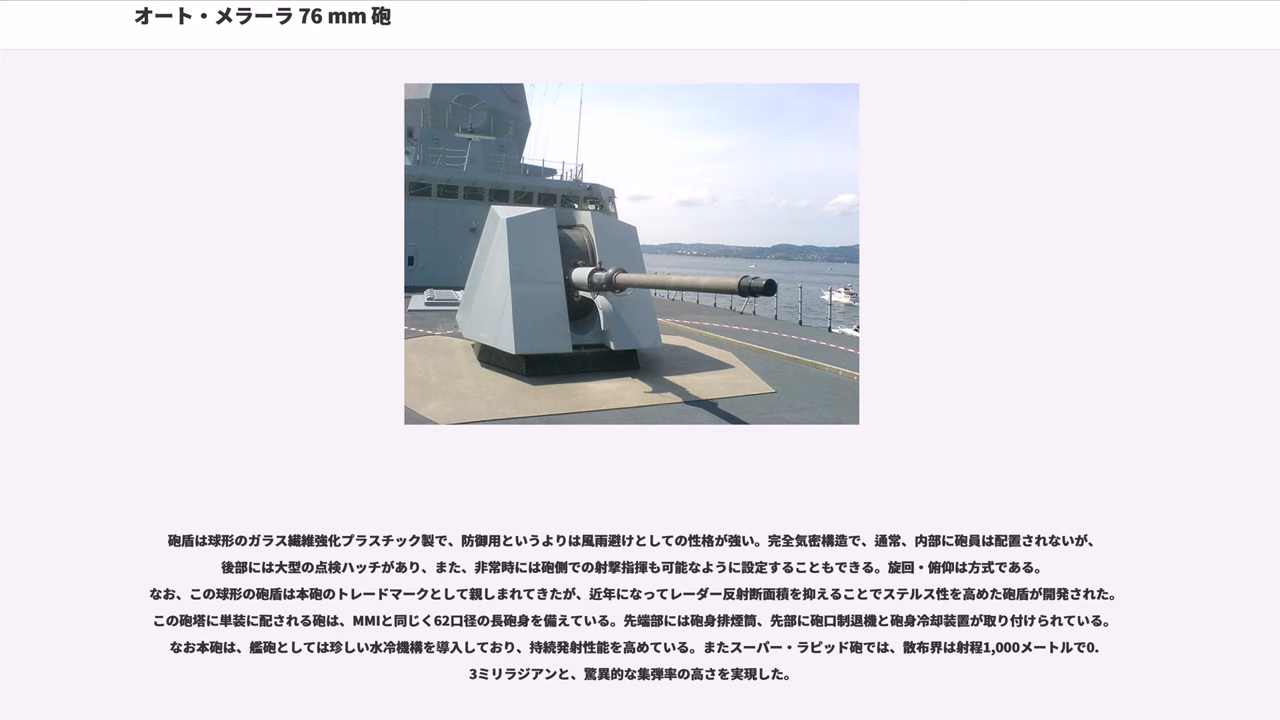 オート・メラーラ 76 mm 砲
砲盾は球形のガラス繊維強化プラスチック製で、防御用というよりは風雨避けとしての性格が強い。完全気密構造で、通常、内部に砲員は配置されないが、
後部には大型の点検ハッチがあり、また、非常時には砲側での射撃指揮も可能なように設定することもできる。旋回・俯仰は方式である。
なお、この球形の砲盾は本砲のトレードマークとして親しまれてきたが、近年になってレーダー反射断面積を抑えることでステルス性を高めた砲盾が開発された。
この砲塔に単装に配される砲は、MMIと同じく62口径の長砲身を備えている。先端部には砲身排煙筒、先部に砲口制退機と砲身冷却装置が取り付けられている。
なお本砲は、艦砲としては珍しい水冷機構を導入しており、持続発射性能を高めている。またスーパー・ラピッド砲では、散布界は射程1,000メートルで0.
3ミリラジアンと、驚異的な集弾率の高さを実現した。